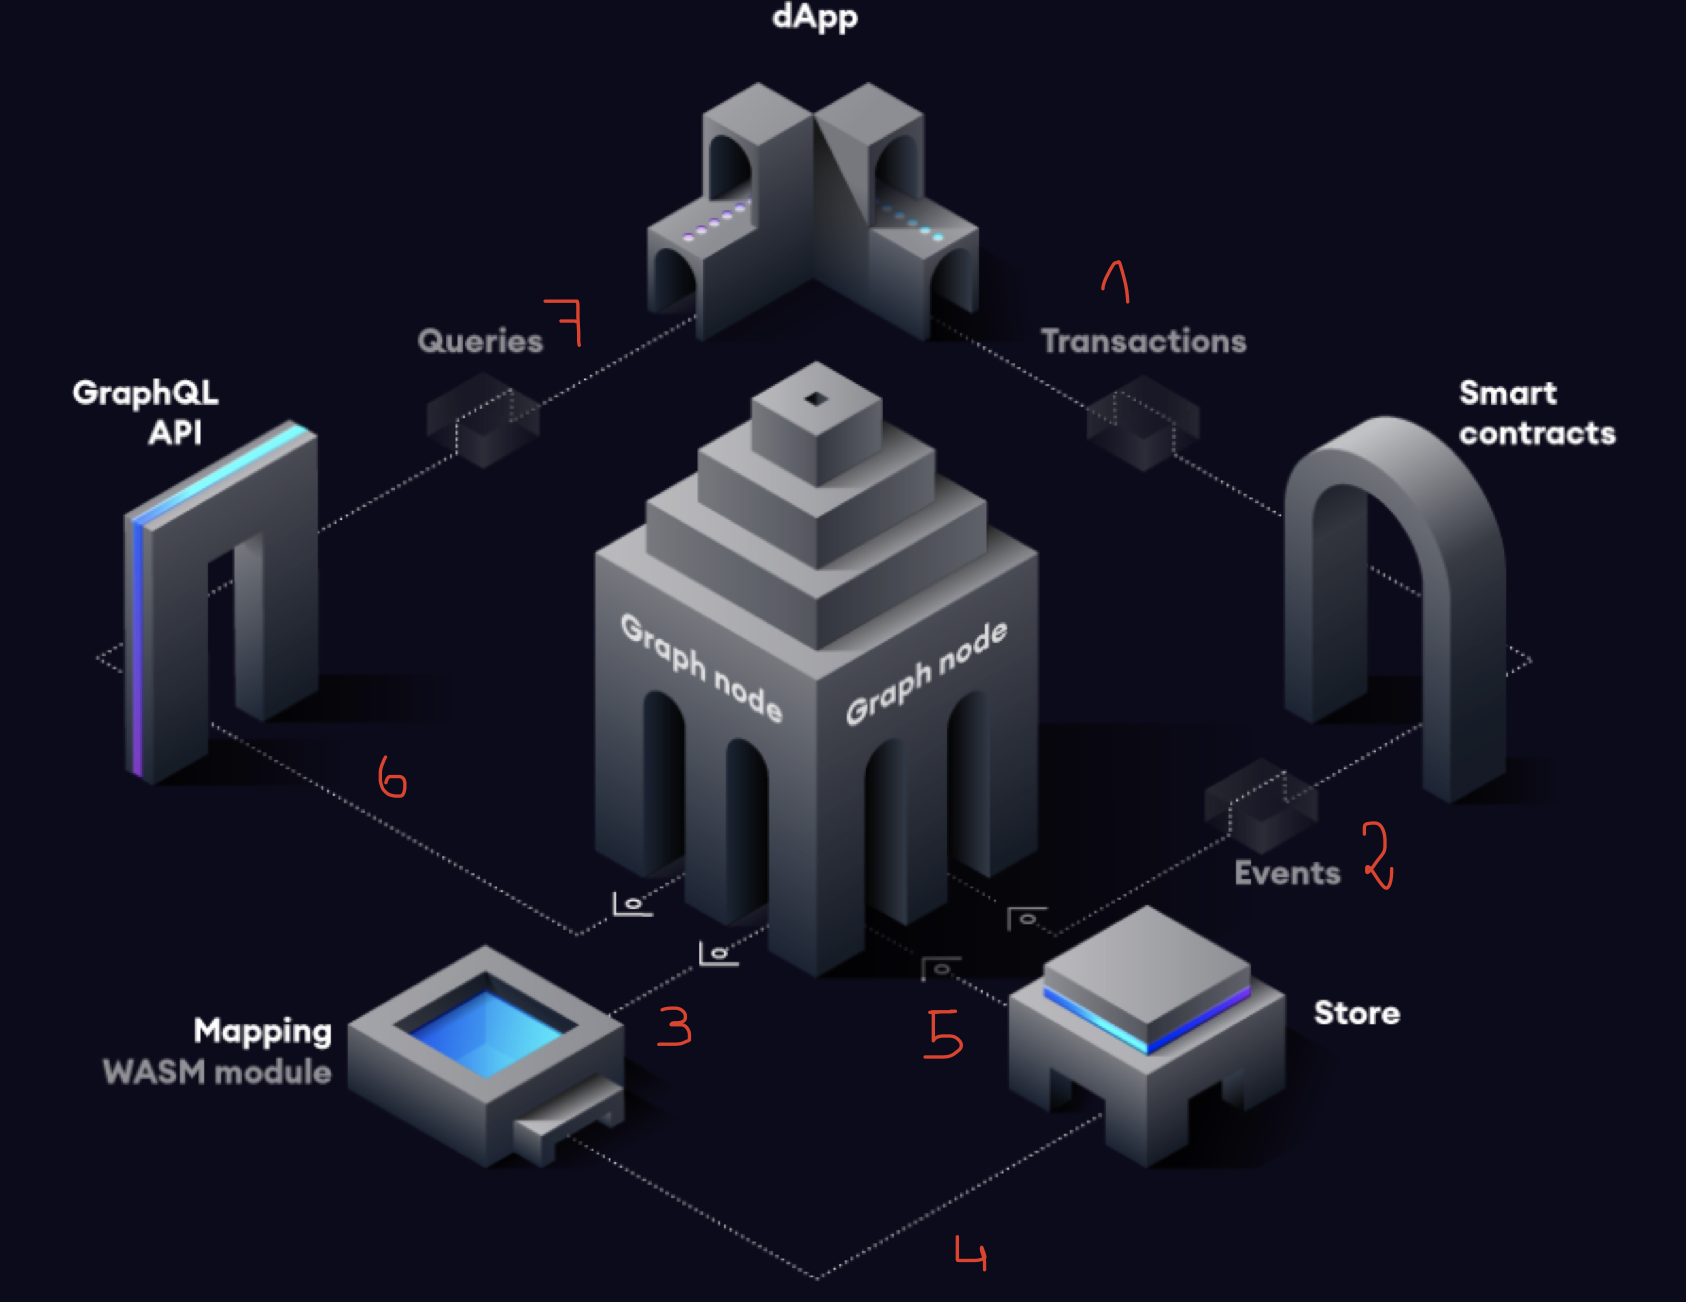 dApp
1
7
Queries
Transactions
GraphQL
API
Smart
contracts
Graph node
Graph node
6
2
Events
3
5
Mapping
WASM module
Store
4